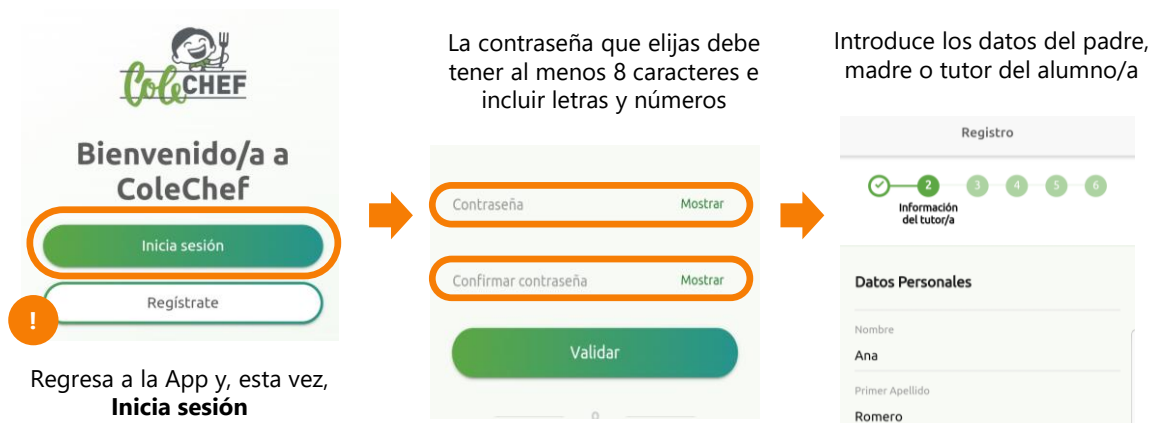 ColeCHEF
Bienvenido/a a
ColeChef
Inicia sesión
Regístrate
!
Regresa a la App y, esta vez,
Inicia sesión
La contraseña que elijas debe
tener al menos 8 caracteres e
incluir letras y números
Contraseña Mostrar
Confirmar contraseña Mostrar
Validar
Introduce los datos del padre,
madre o tutor del alumno/a
Registro
2 3 4 5 6
Información
del tutor/a
Datos Personales
Nombre
Ana
Primer Apellido
Romero